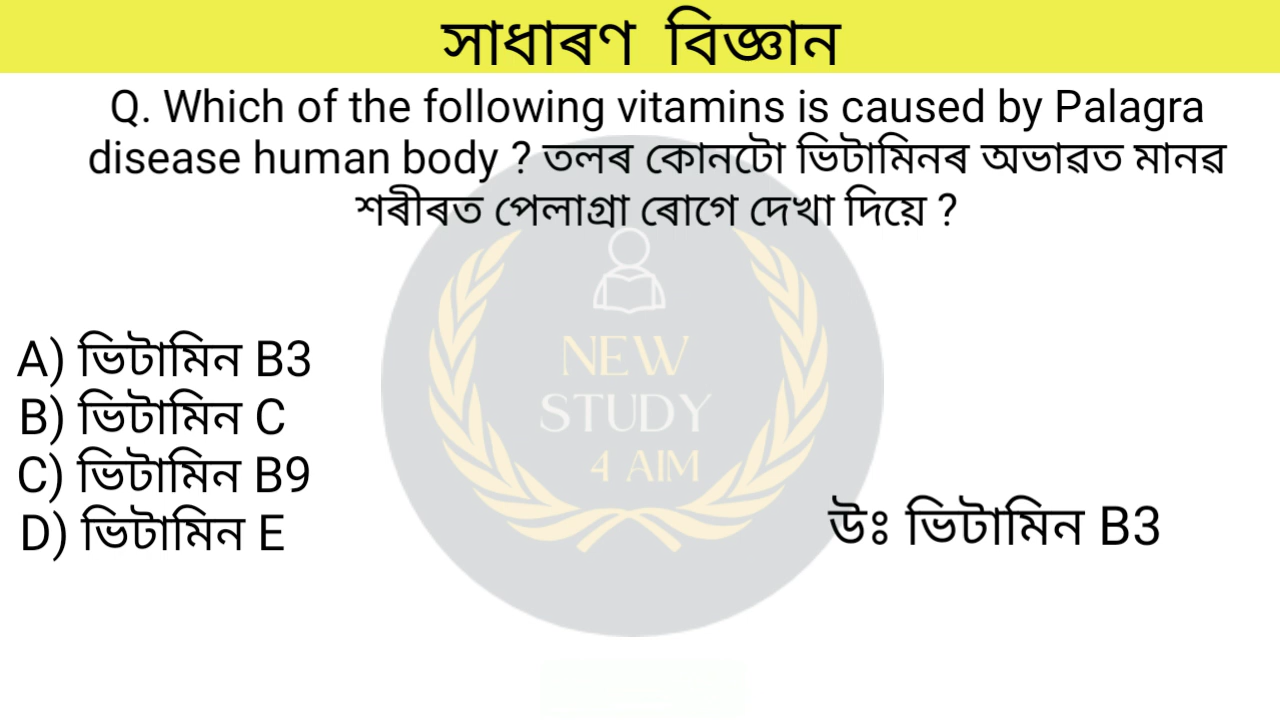 সাধাৰণ বিজ্ঞান
Q. Which of the following vitamins is caused by Palagra
disease human body ? তলৰ কোনটো ভিটামিনৰ অভাৱত মানৱ
শৰীৰত পেলাগ্ৰা ৰোগে দেখা দিয়ে ?
NEW
STUDY
4 AIM
A) ভিটামিন B3
B) ভিটামিন C
C) ভিটামিন B9
D) ভিটামিন E
উঃ ভিটামিন B3